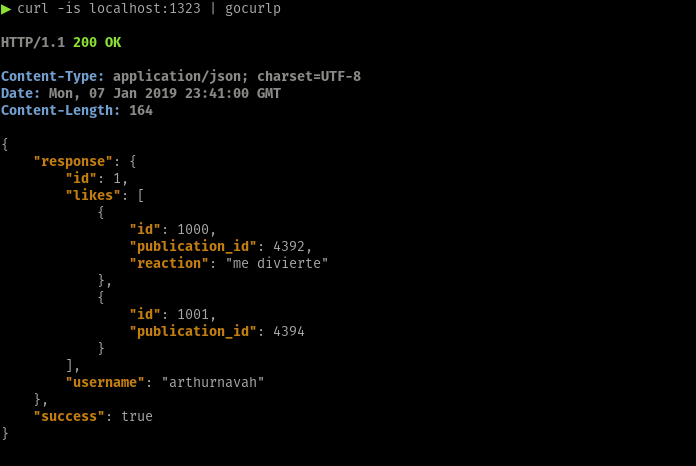 ▶ curl -is localhost:1323 | gocurlp
HTTP/1.1 200 OK
Content-Type: application/json; charset=UTF-8
Date: Mon, 07 Jan 2019 23:41:00 GMT
Content-Length: 164
{
    "response": {
        "id": 1,
        "likes": [
            {
                "id": 1000,
                "publication_id": 4392,
                "reaction": "me divierte"
            },
            {
                "id": 1001,
                "publication_id": 4394
            }
        ],
        "username": "arthurnavah"
    },
    "success": true
}